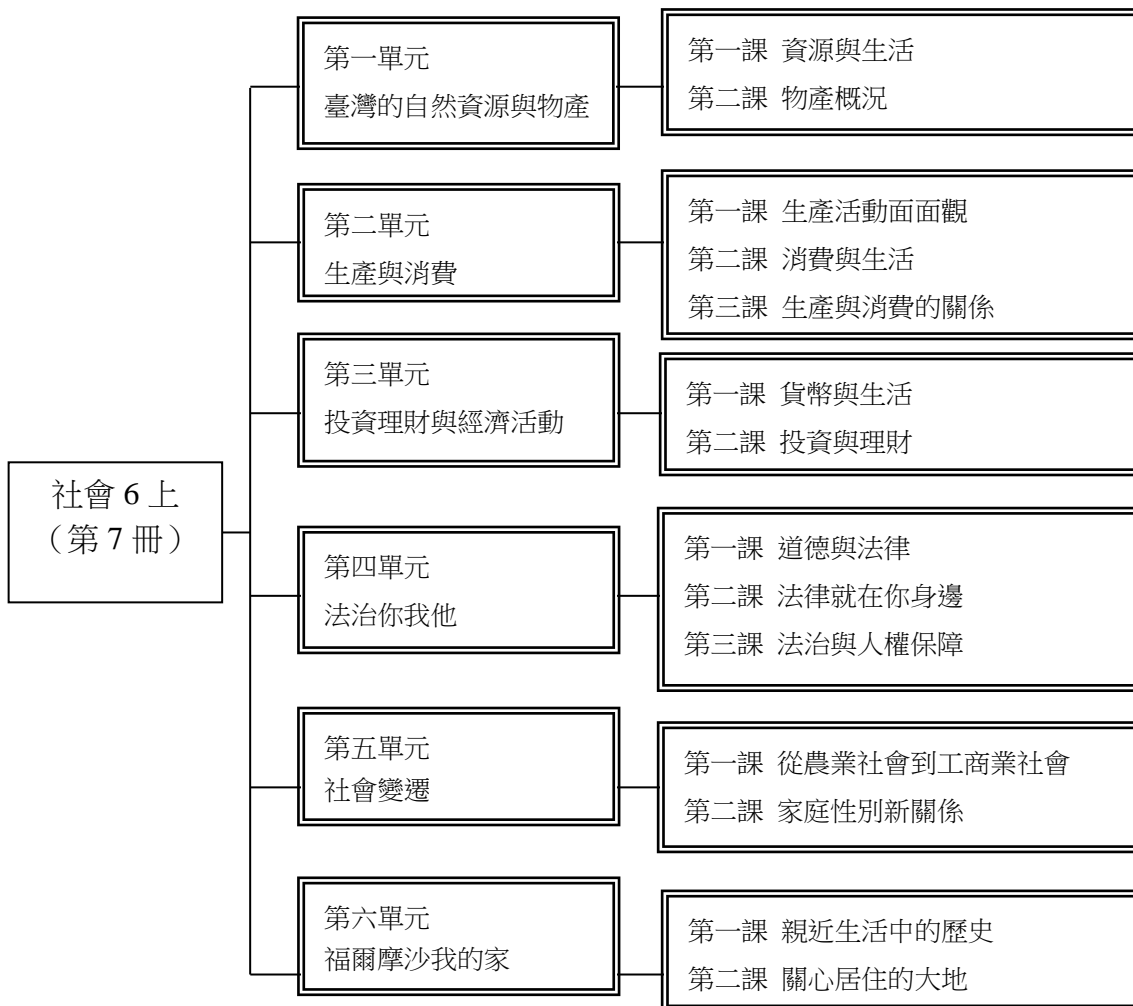 社會 6 上
（第 7 冊）
第一單元
臺灣的自然資源與物產
第一課 資源與生活
第二課 物產概況
第二單元
生產與消費
第一課 生產活動面面觀
第二課 消費與生活
第三課 生產與消費的關係
第三單元
投資理財與經濟活動
第一課 貨幣與生活
第二課 投資與理財
第四單元
法治你我他
第一課 道德與法律
第二課 法律就在你身邊
第三課 法治與人權保障
第五單元
社會變遷
第一課 從農業社會到工商業社會
第二課 家庭性別新關係
第六單元
福爾摩沙我的家
第一課 親近生活中的歷史
第二課 關心居住的大地